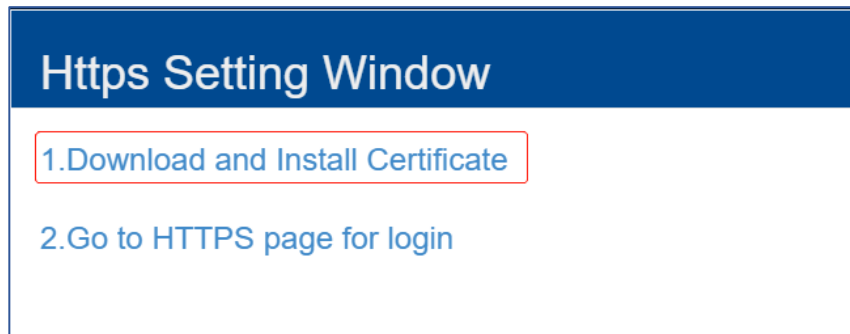 Https Setting Window
1.Download and Install Certificate
2.Go to HTTPS page for login